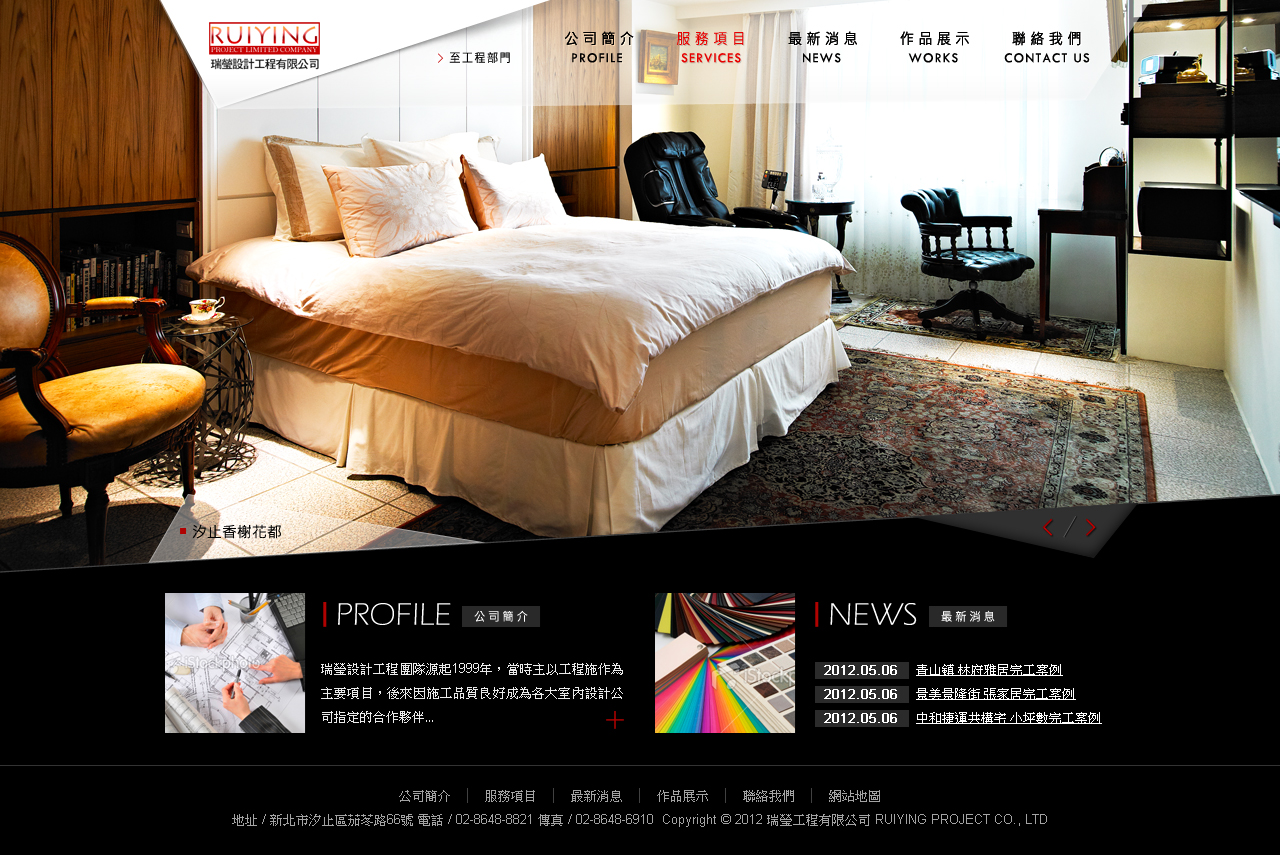 RUIYING
PROJECT LIMITED COMPANY
瑞瑩設計工程有限公司
至工程部門
公司簡介 服務項目 最新消息 作品展示 聯絡我們
PROFILE SERVICES NEWS WORKS CONTACT US
汐止香榭花都
PROFILE 公司簡介
瑞瑩設計工程團隊源起1999年，當時主以工程施作為
主要項目，後來因施工品質良好成為各大室內設計公
司指定的合作夥伴...
NEWS 最新消息
2012.05.06 青山鎮 林府雅居完工案例
2012.05.06 景美景隆街 張家居完工案例
2012.05.06 中和捷運共構宅 小坪數完工案例
公司簡介 服務項目 最新消息 作品展示 聯絡我們 網站地圖
地址 / 新北市汐止區茄苳路66號 電話 / 02-8648-8821 傳真 / 02-8648-6910 Copyright © 2012 瑞瑩工程有限公司 RUIYING PROJECT CO., LTD